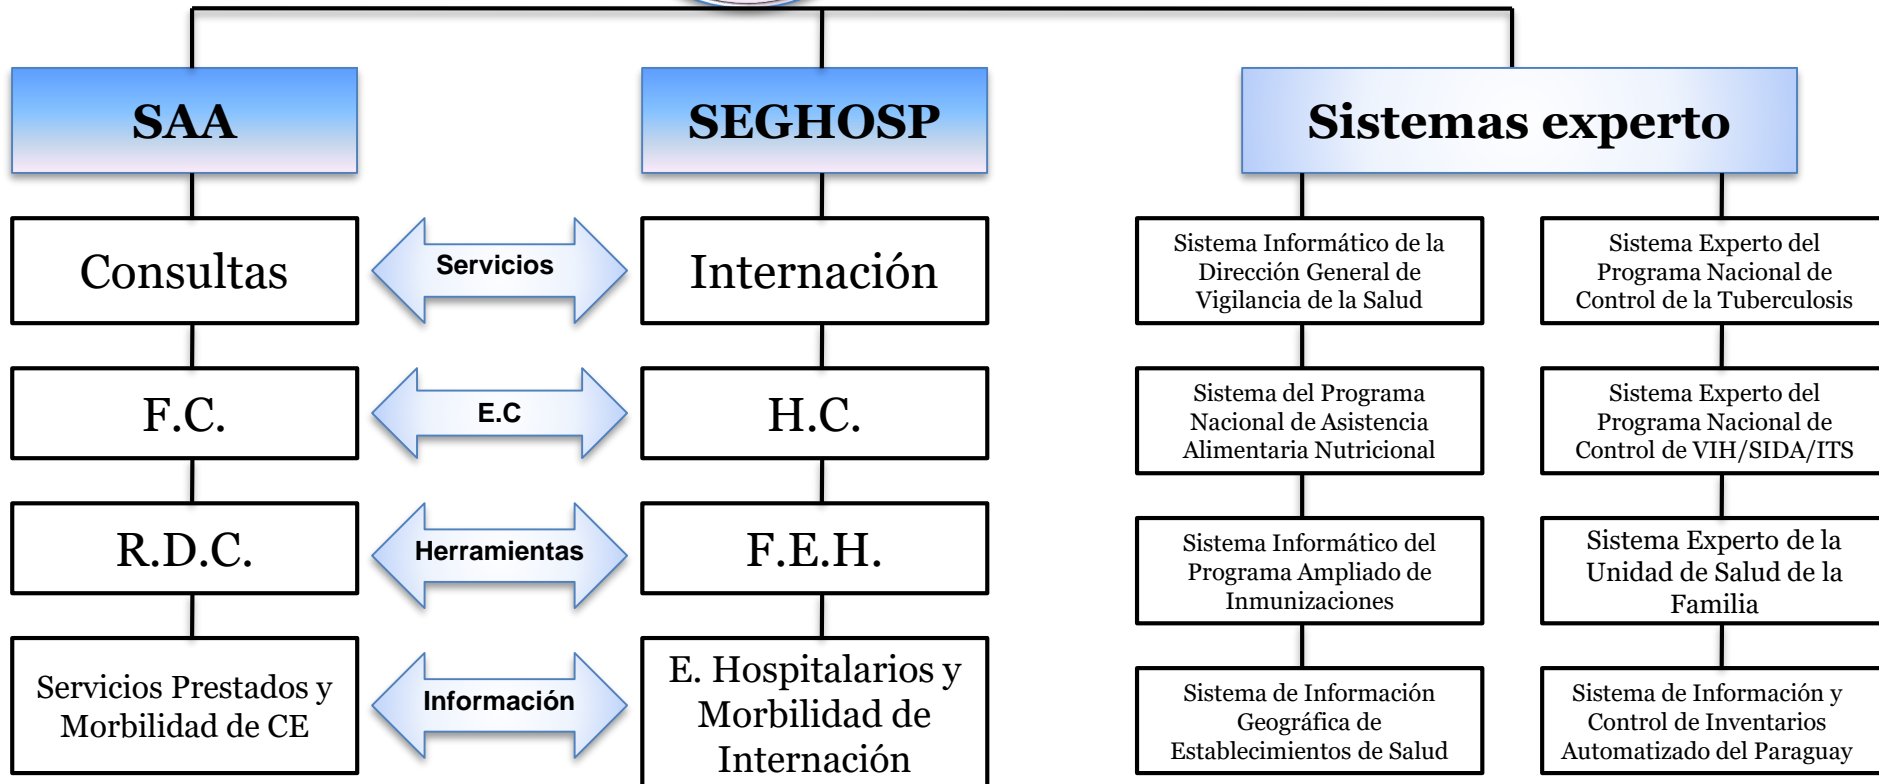 SAA
SEGHOSP
Sistemas experto
Consultas
Servicios
Internación
Sistema Informático de la
Dirección General de
Vigilancia de la Salud
Sistema Experto del
Programa Nacional de
Control de la Tuberculosis
F.C.
E.C
H.C.
Sistema del Programa
Nacional de Asistencia
Alimentaria Nutricional
Sistema Experto del
Programa Nacional de
Control de VIH/SIDA/ITS
R.D.C.
Herramientas
F.E.H.
Sistema Informático del
Programa Ampliado de
Inmunizaciones
Sistema Experto de la
Unidad de Salud de la
Familia
Servicios Prestados y
Morbilidad de CE
Información
E. Hospitalarios y
Morbilidad de
Internación
Sistema de Información
Geográfica de
Establecimientos de Salud
Sistema de Información y
Control de Inventarios
Automatizado del Paraguay